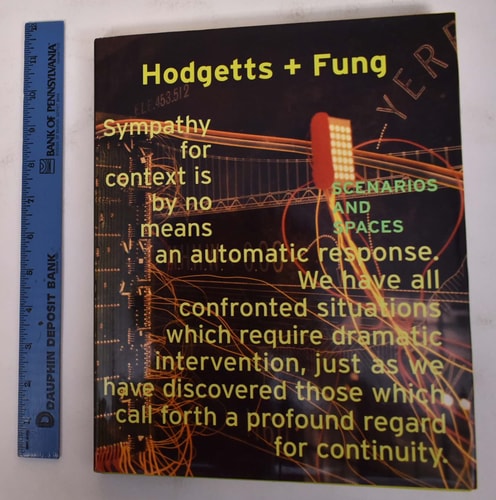 Hodgetts + Fung
Sympathy
for
context is
by no
means
an automatic response.
We have all
confronted situations
which require dramatic
intervention, just as we
have discovered those which
call forth a profound regard
for continuity.
SCENARIOS
AND
SPACES
YERB
BANK OF PENNSYLVANIA
DAUPHIN DEPOSIT BANK